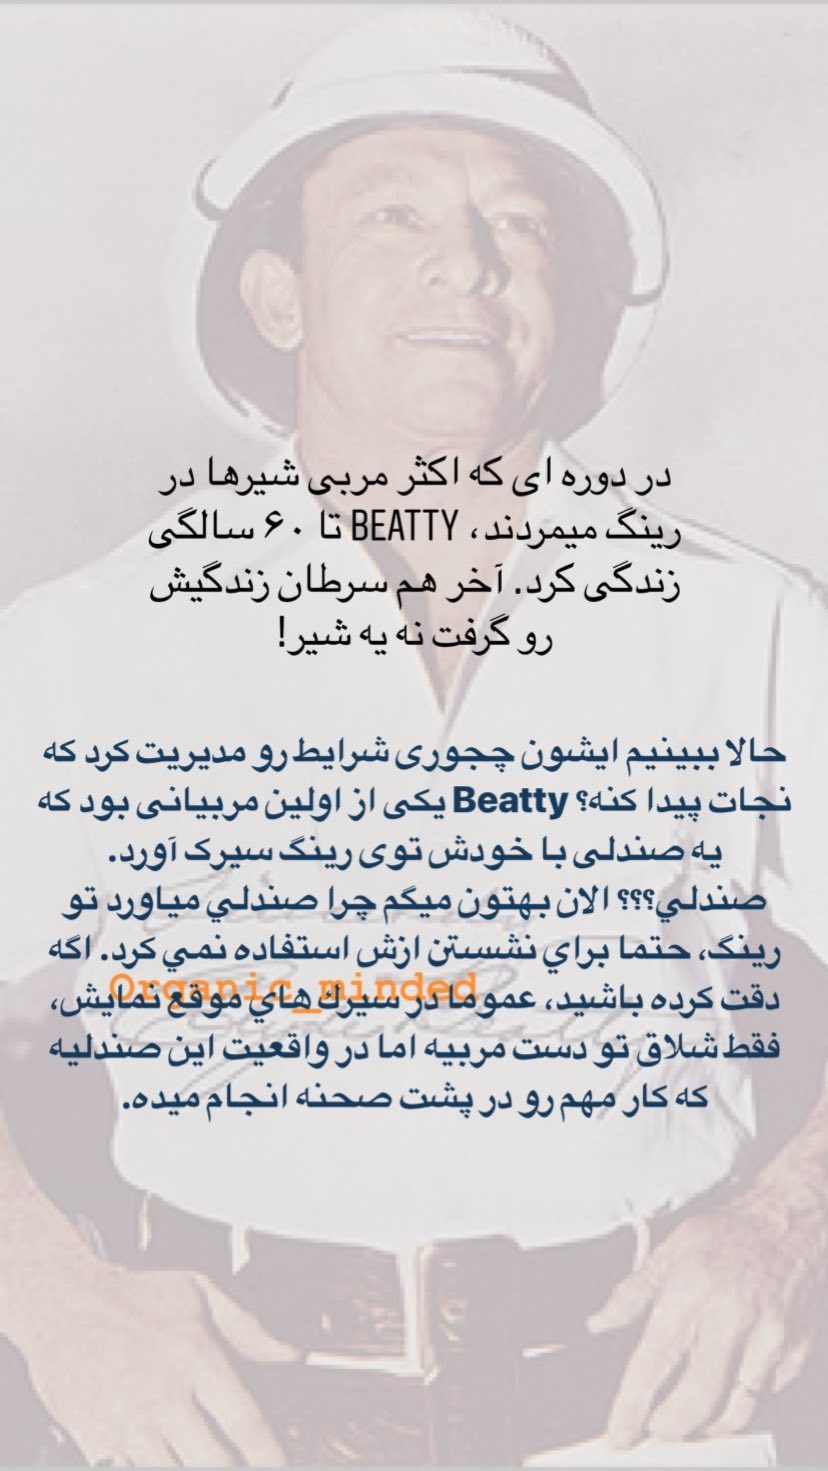 در دوره ای که اکثر مربی شیرها در
رینگ میمردند، BEATTY تا ۶۰ سالگی
زندگی کرد. آخر هم سرطان زندگیش
رو گرفت نه یه شیر!
حالا ببینیم ایشون چجوری شرایط رو مدیریت کرد که
نجات پیدا کنه؟ Beatty یکی از اولین مربیانی بود که
یه صندلی با خودش توی رینگ سیرک آورد.
صندلي؟؟؟ الان بهتون میگم چرا صندلي میاورد تو
رینگ، حتما براي نشستن ازش استفاده نمي کرد. اگه
دقت کرده باشید، عموما در سیرك هاي موقع نمایش،
فقط شلاق تو دست مربیه اما در واقعیت این صندلیه
که کار مهم رو در پشت صحنه انجام میده.
@rganic_minded